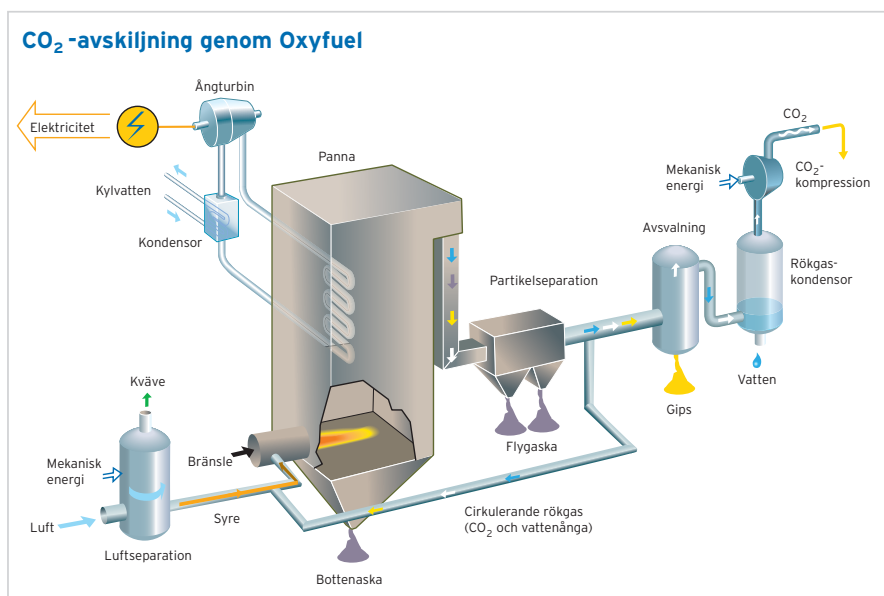 CO₂-avskiljning genom Oxyfuel
Ångturbin
Elektricitet
Kylvatten
Kondensor
Panna
CO₂
Mekanisk
energi
CO₂-
kompression
Avsvalning
Rökgas-
kondensor
Partikelseparation
Vatten
Gips
Flygaska
Kväve
Mekanisk
energi
Bränsle
Luft
Syre
Luftseparation
Cirkulerande rökgas
(CO₂ och vattenånga)
Bottenaska